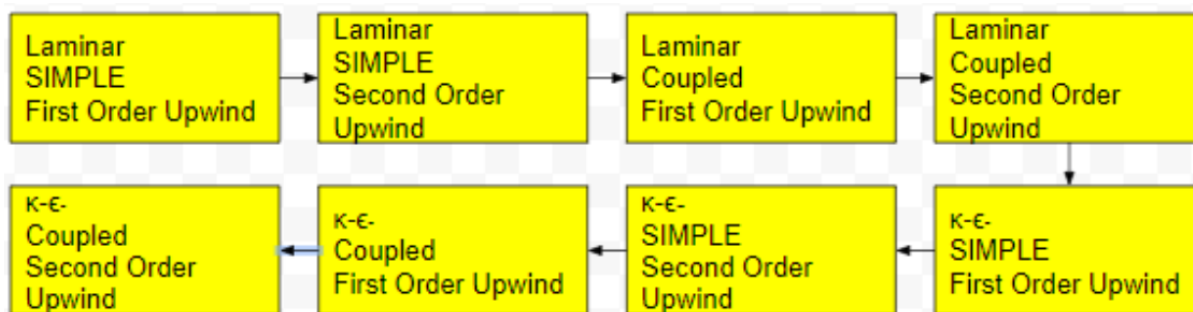 Laminar
SIMPLE
First Order Upwind
Laminar
SIMPLE
Second Order
Upwind
Laminar
Coupled
First Order Upwind
Laminar
Coupled
Second Order
Upwind
κ-ϵ-
SIMPLE
First Order Upwind
κ-ϵ-
SIMPLE
Second Order
Upwind
κ-ϵ-
Coupled
First Order Upwind
κ-ϵ-
Coupled
Second Order
Upwind